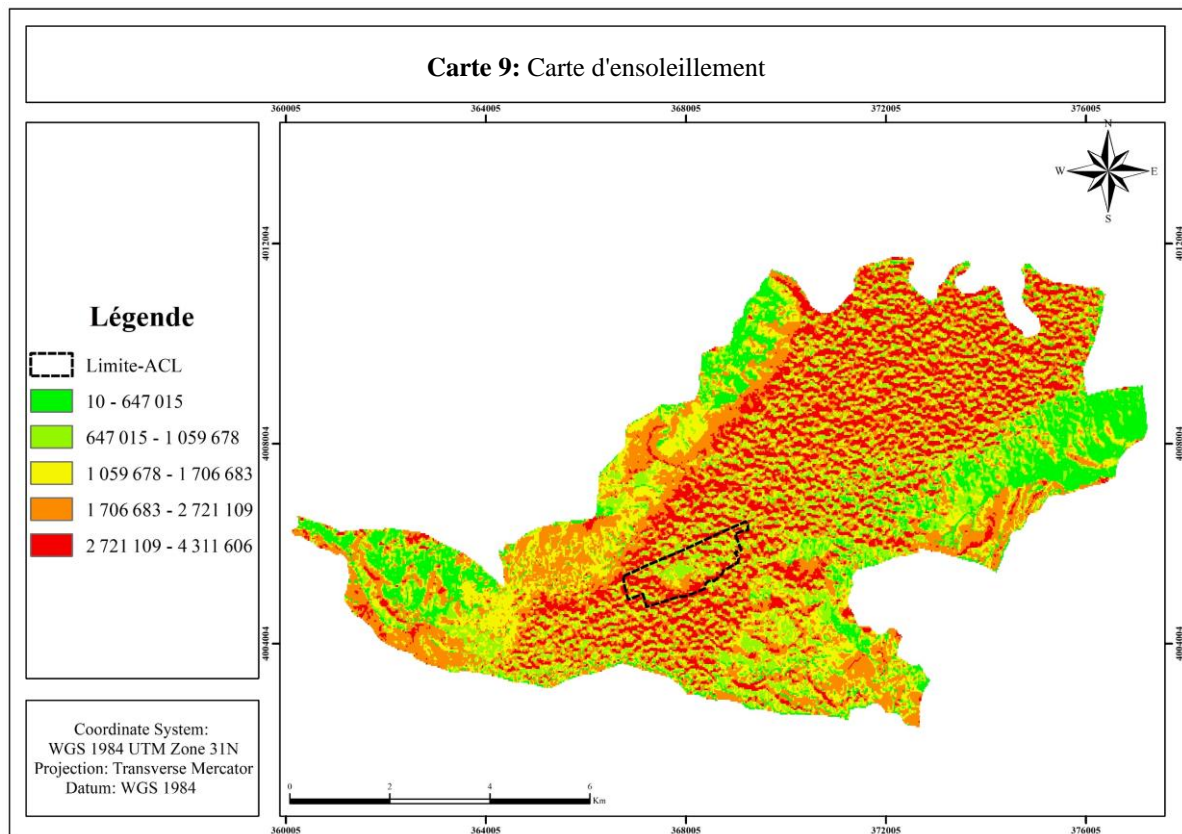 Carte 9: Carte d'ensoleillement
360005 364005 368005 372005 376005
N
W E
S
4012004 4012004
Légende
Limite-ACL
10 - 647 015
647 015 - 1 059 678
1 059 678 - 1 706 683
1 706 683 - 2 721 109
2 721 109 - 4 311 606
4008004 4008004
4004004 4004004
Coordinate System:
WGS 1984 UTM Zone 31N
Projection: Transverse Mercator
Datum: WGS 1984
0 2 4 6
Km
360005 364005 368005 372005 376005